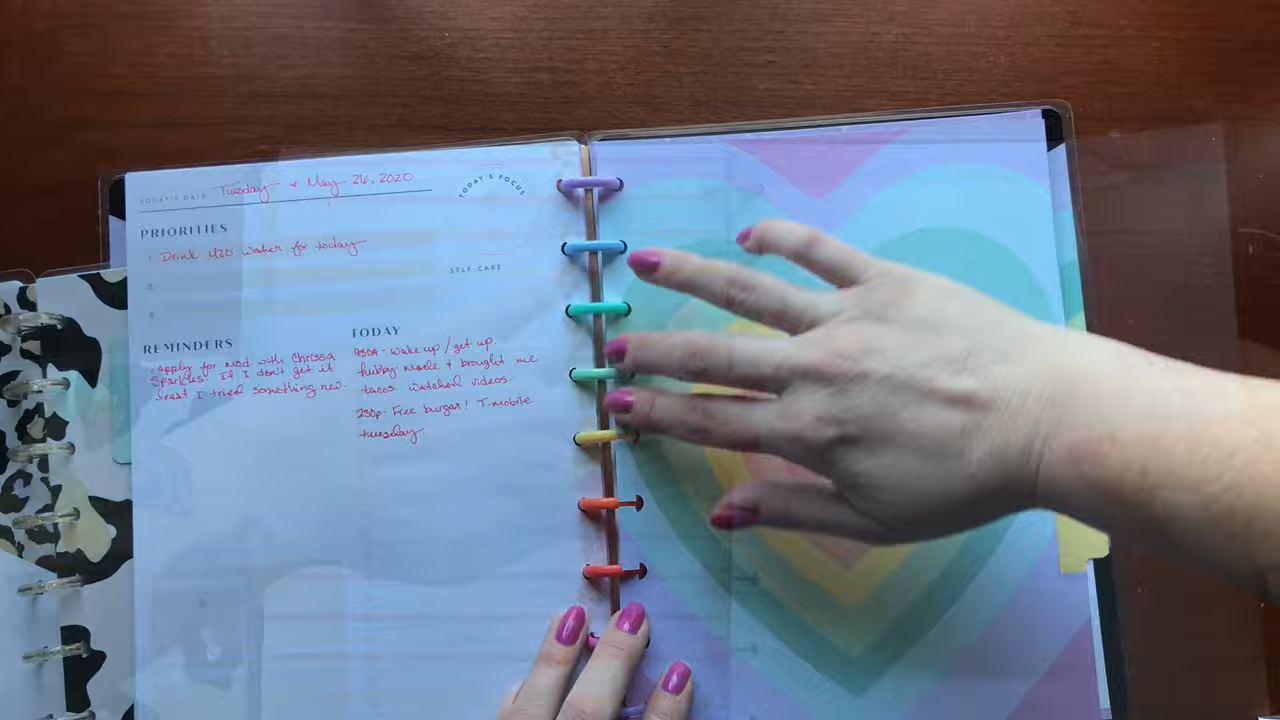 TODAY'S DATE Tuesday & May 26, 2020
TODAY'S FOCUS
PRIORITIES
1 Drink H2O water for today
2
3
SELF-CARE
REMINDERS
apply for Mod with Chrissa
Sparkles. If I don't get it
least I tried something new.
TODAY
Wake up / get up.
hubby made & brought me
tacos. Watched videos.
230p - Free burger! T-mobile
tuesday